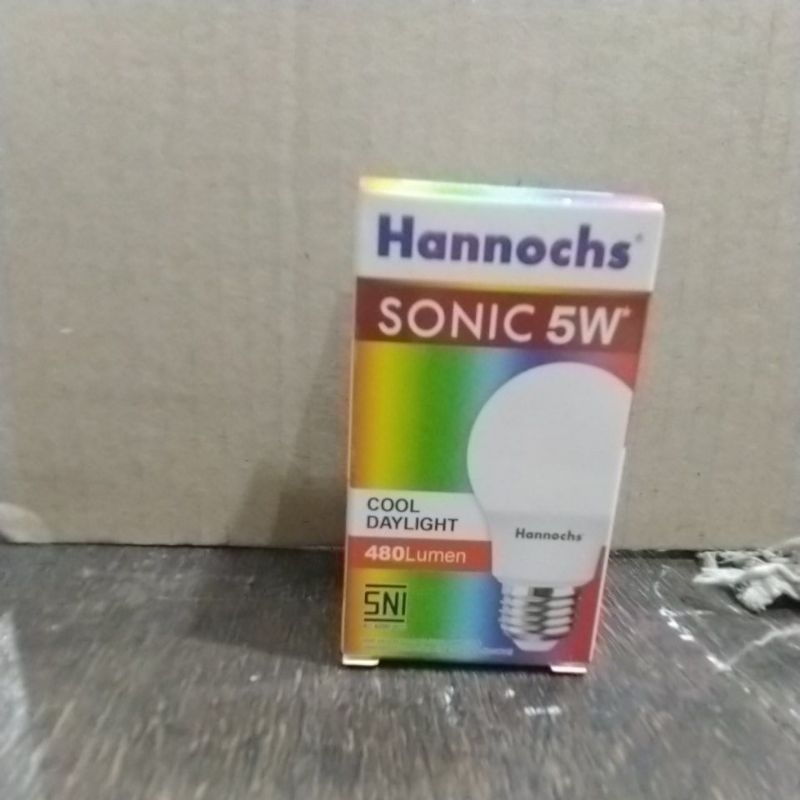 Hannochs®
SONIC 5W*
COOL
DAYLIGHT
480Lumen
Hannochs
SNI